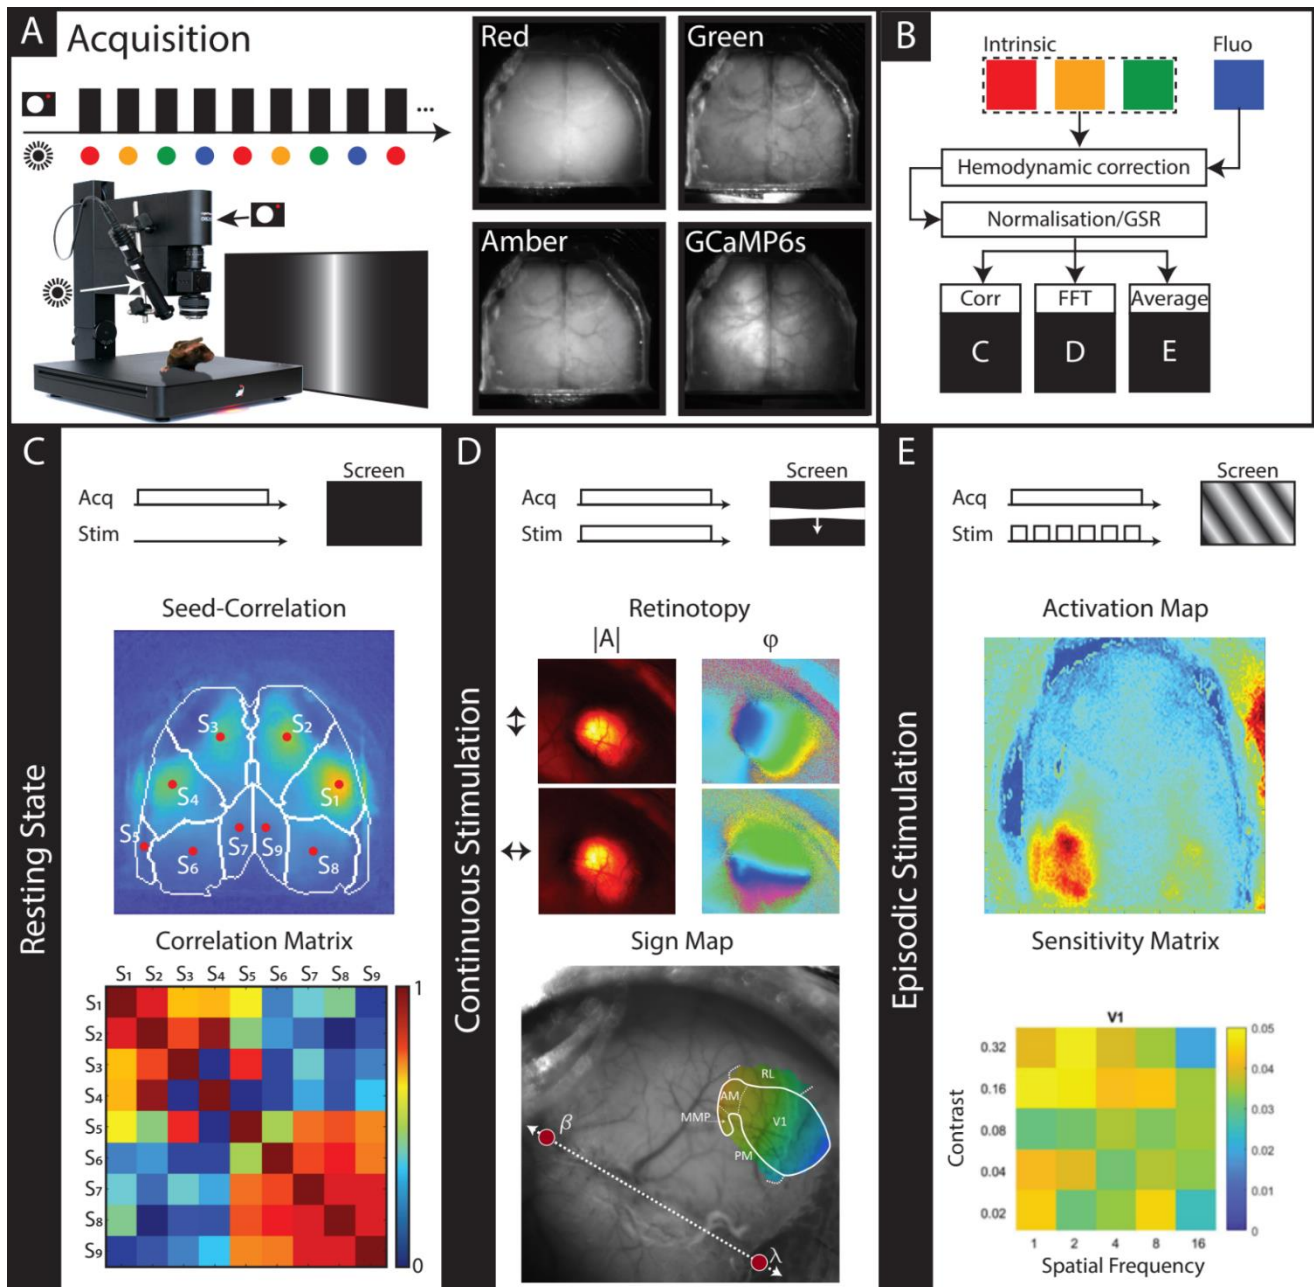 A Acquisition
...
Red
Green
Amber
GCaMP6s
B
Intrinsic
Fluo
Hemodynamic correction
Normalisation/GSR
Corr
FFT
Average
C
D
E
C
Resting State
Acq
Stim
Screen
Seed-Correlation
S3
S2
S4
S1
S5
S6
S7
S9
S8
Correlation Matrix
S1 S2 S3 S4 S5 S6 S7 S8 S9
S1
S2
S3
S4
S5
S6
S7
S8
S9
1
0
D
Continuous Stimulation
Acq
Stim
Screen
Retinotopy
|A|
φ
Sign Map
RL
AM
MMP
V1
PM
β
λ
E
Episodic Stimulation
Acq
Stim
Screen
Activation Map
Sensitivity Matrix
V1
Contrast
0.32
0.16
0.08
0.04
0.02
1 2 4 8 16
Spatial Frequency
0.05
0.04
0.03
0.02
0.01
0